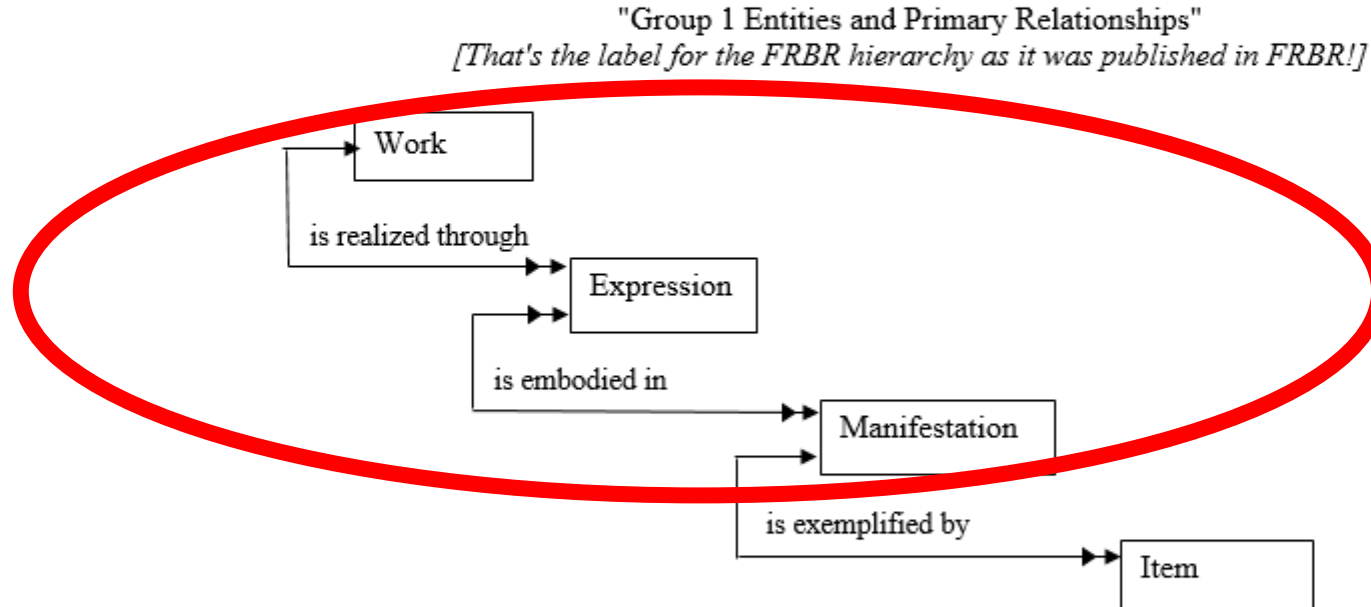 "Group 1 Entities and Primary Relationships"
[That's the label for the FRBR hierarchy as it was published in FRBR!]
Work
is realized through
Expression
is embodied in
Manifestation
is exemplified by
Item